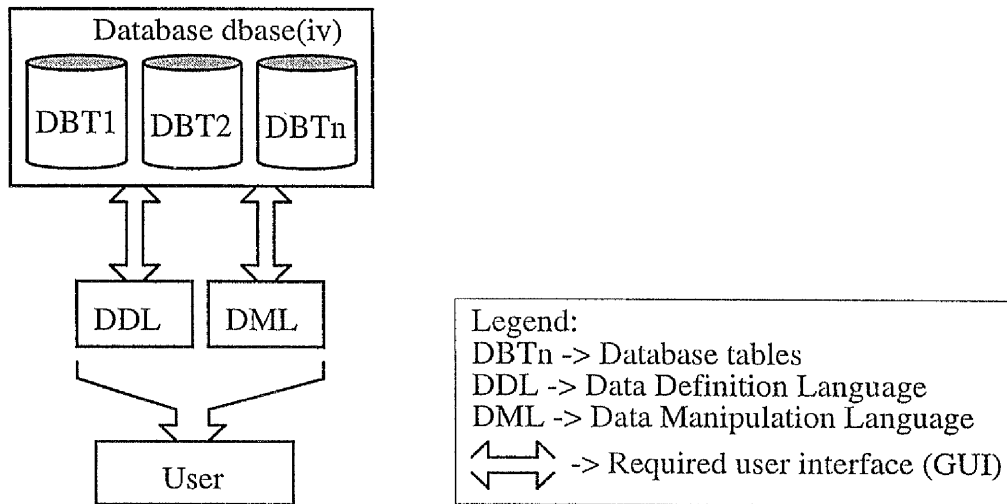 Database dbase(iv)
DBT1 DBT2 DBTn
DDL DML
User
Legend:
DBTn -> Database tables
DDL -> Data Definition Language
DML -> Data Manipulation Language
-> Required user interface (GUI)